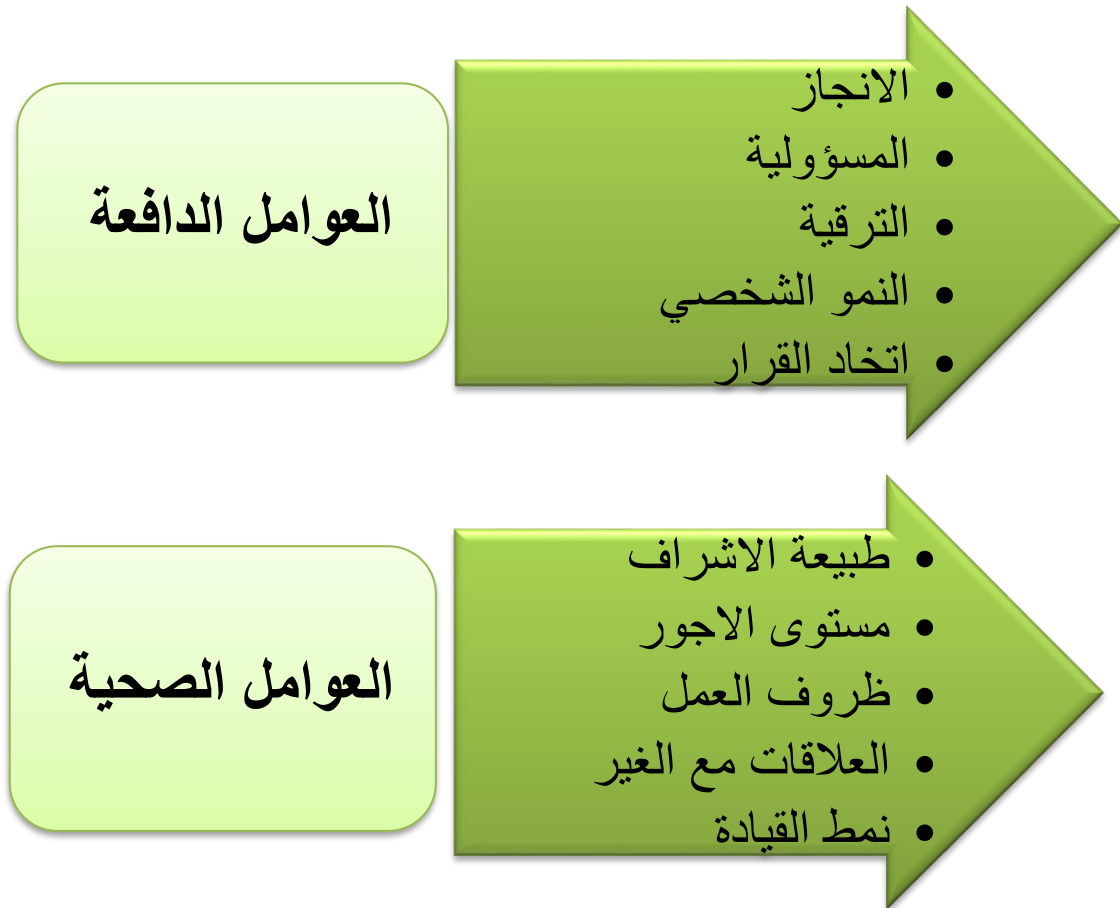 العوامل الدافعة
• الانجاز
• المسؤولية
• الترقية
• النمو الشخصي
• اتخاد القرار
العوامل الصحية
• طبيعة الاشراف
• مستوى الاجور
• ظروف العمل
• العلاقات مع الغير
• نمط القيادة